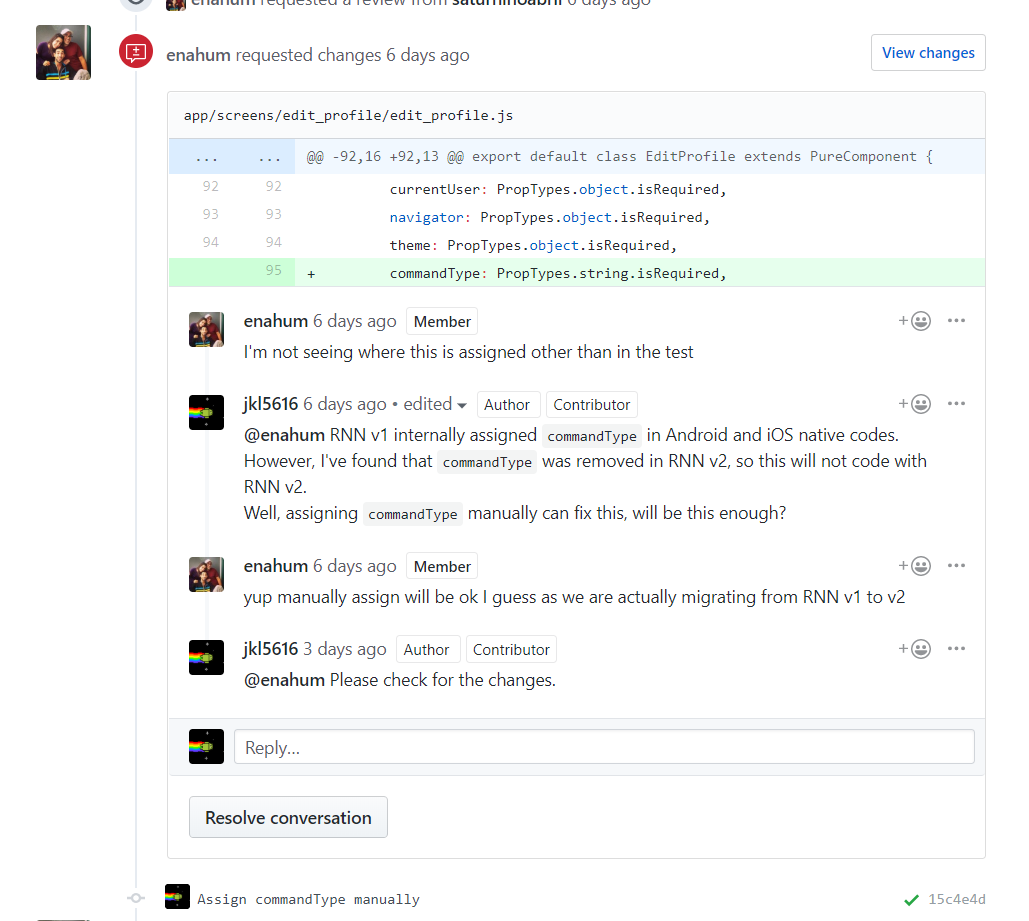 enahum requested a review from saturninoabril 6 days ago
enahum requested changes 6 days ago
View changes
app/screens/edit_profile/edit_profile.js
... ... @@ -92,16 +92,13 @@ export default class EditProfile extends PureComponent {
92 92 currentUser: PropTypes.object.isRequired,
93 93 navigator: PropTypes.object.isRequired,
94 94 theme: PropTypes.object.isRequired,
95 + commandType: PropTypes.string.isRequired,
enahum 6 days ago Member
I'm not seeing where this is assigned other than in the test
jkl5616 6 days ago • edited Author Contributor
@enahum RNN v1 internally assigned commandType in Android and iOS native codes.
However, I've found that commandType was removed in RNN v2, so this will not code with
RNN v2.
Well, assigning commandType manually can fix this, will be this enough?
enahum 6 days ago Member
yup manually assign will be ok I guess as we are actually migrating from RNN v1 to v2
jkl5616 3 days ago Author Contributor
@enahum Please check for the changes.
Reply...
Resolve conversation
Assign commandType manually 15c4e4d